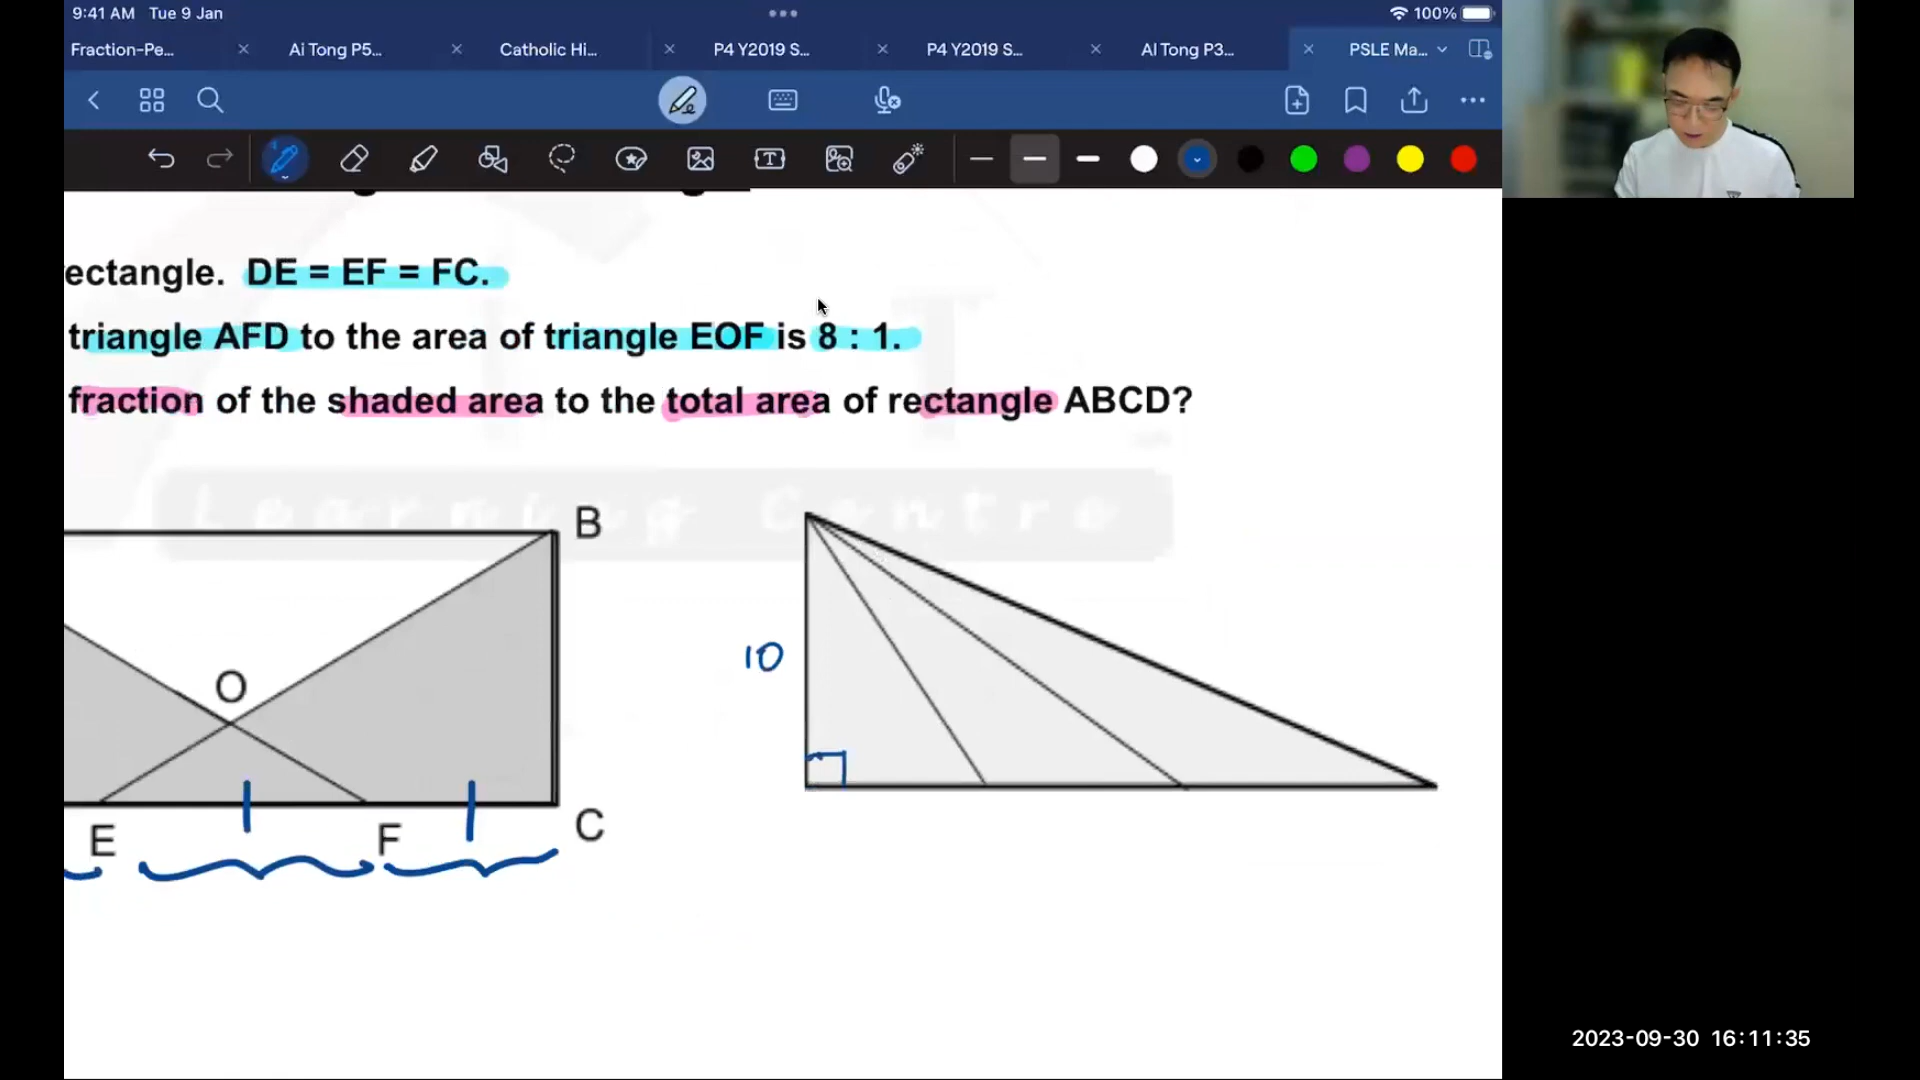 9:41 AM Tue 9 Jan
100%
Fraction-Pe...
Ai Tong P5...
Catholic Hi...
P4 Y2019 S...
P4 Y2019 S...
AI Tong P3...
PSLE Ma...
ectangle. DE = EF = FC.
triangle AFD to the area of triangle EOF is 8 : 1.
fraction of the shaded area to the total area of rectangle ABCD?
Learning Centre
B
O
10
E
F
C
2023-09-30 16:11:35